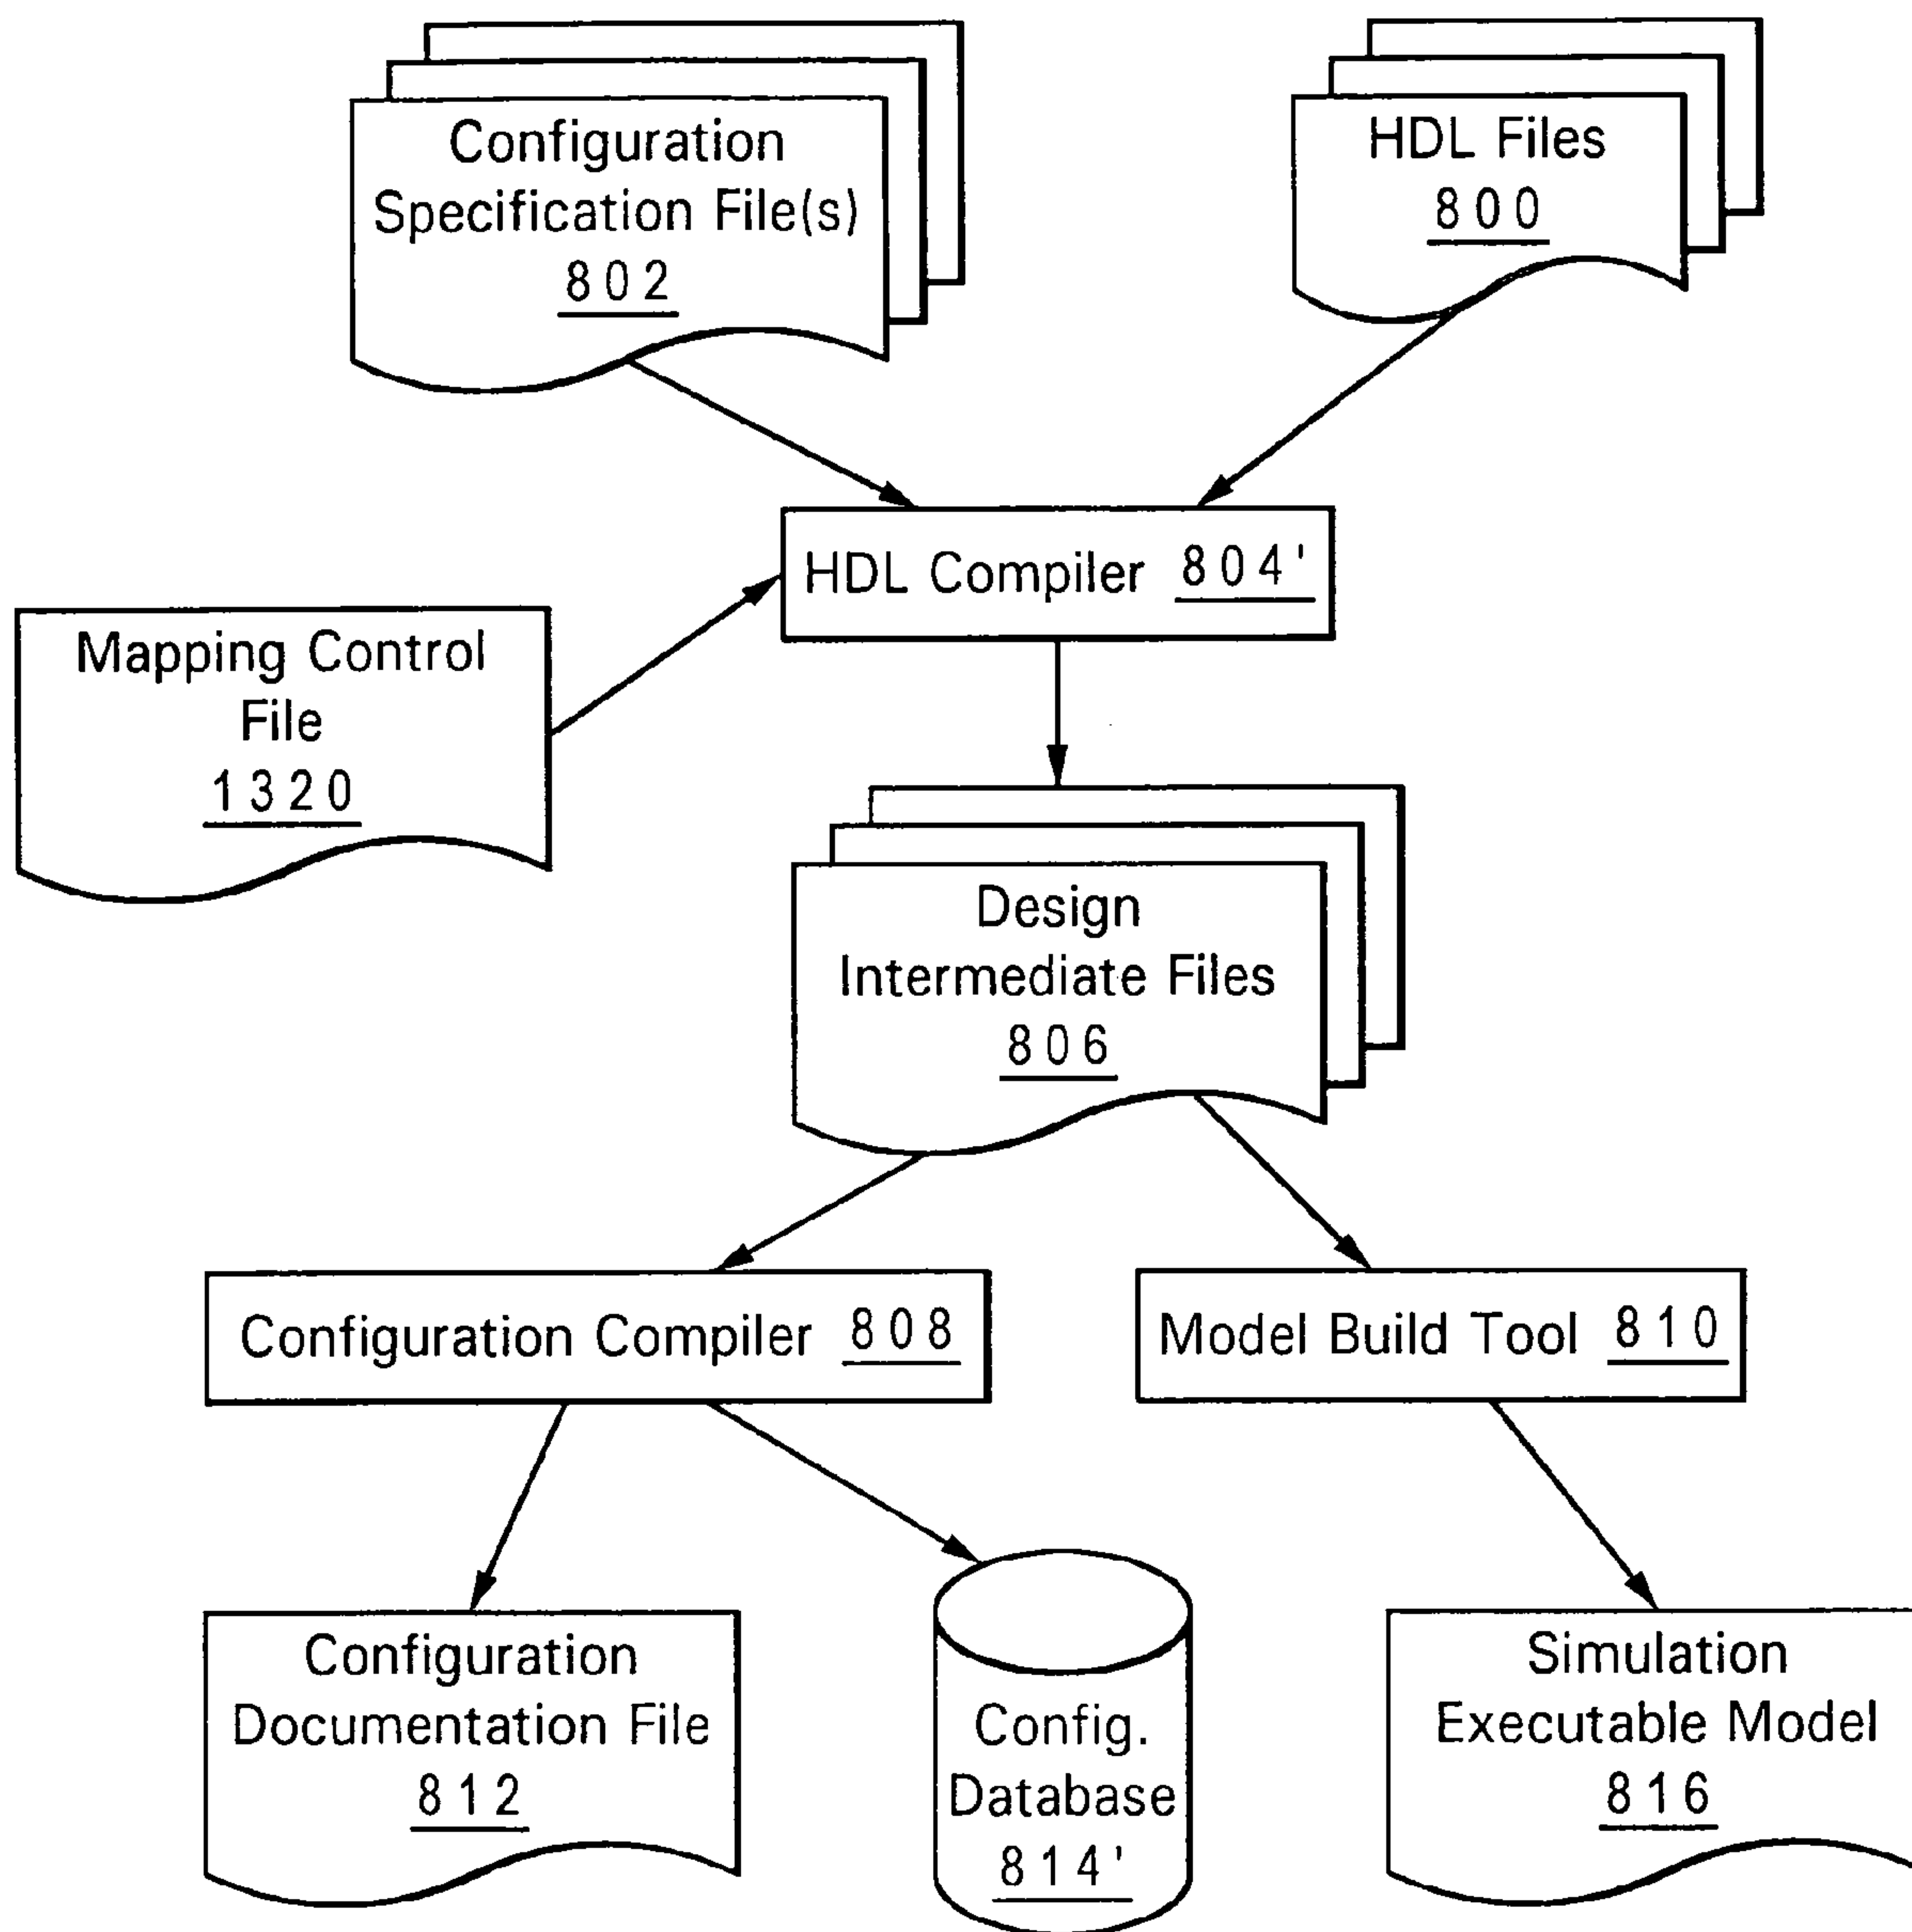 Configuration
Specification File(s)
802
HDL Files
800
HDL Compiler 804'
Mapping Control
File
1320
Design
Intermediate Files
806
Configuration Compiler 808
Model Build Tool 810
Configuration
Documentation File
812
Config.
Database
814'
Simulation
Executable Model
816